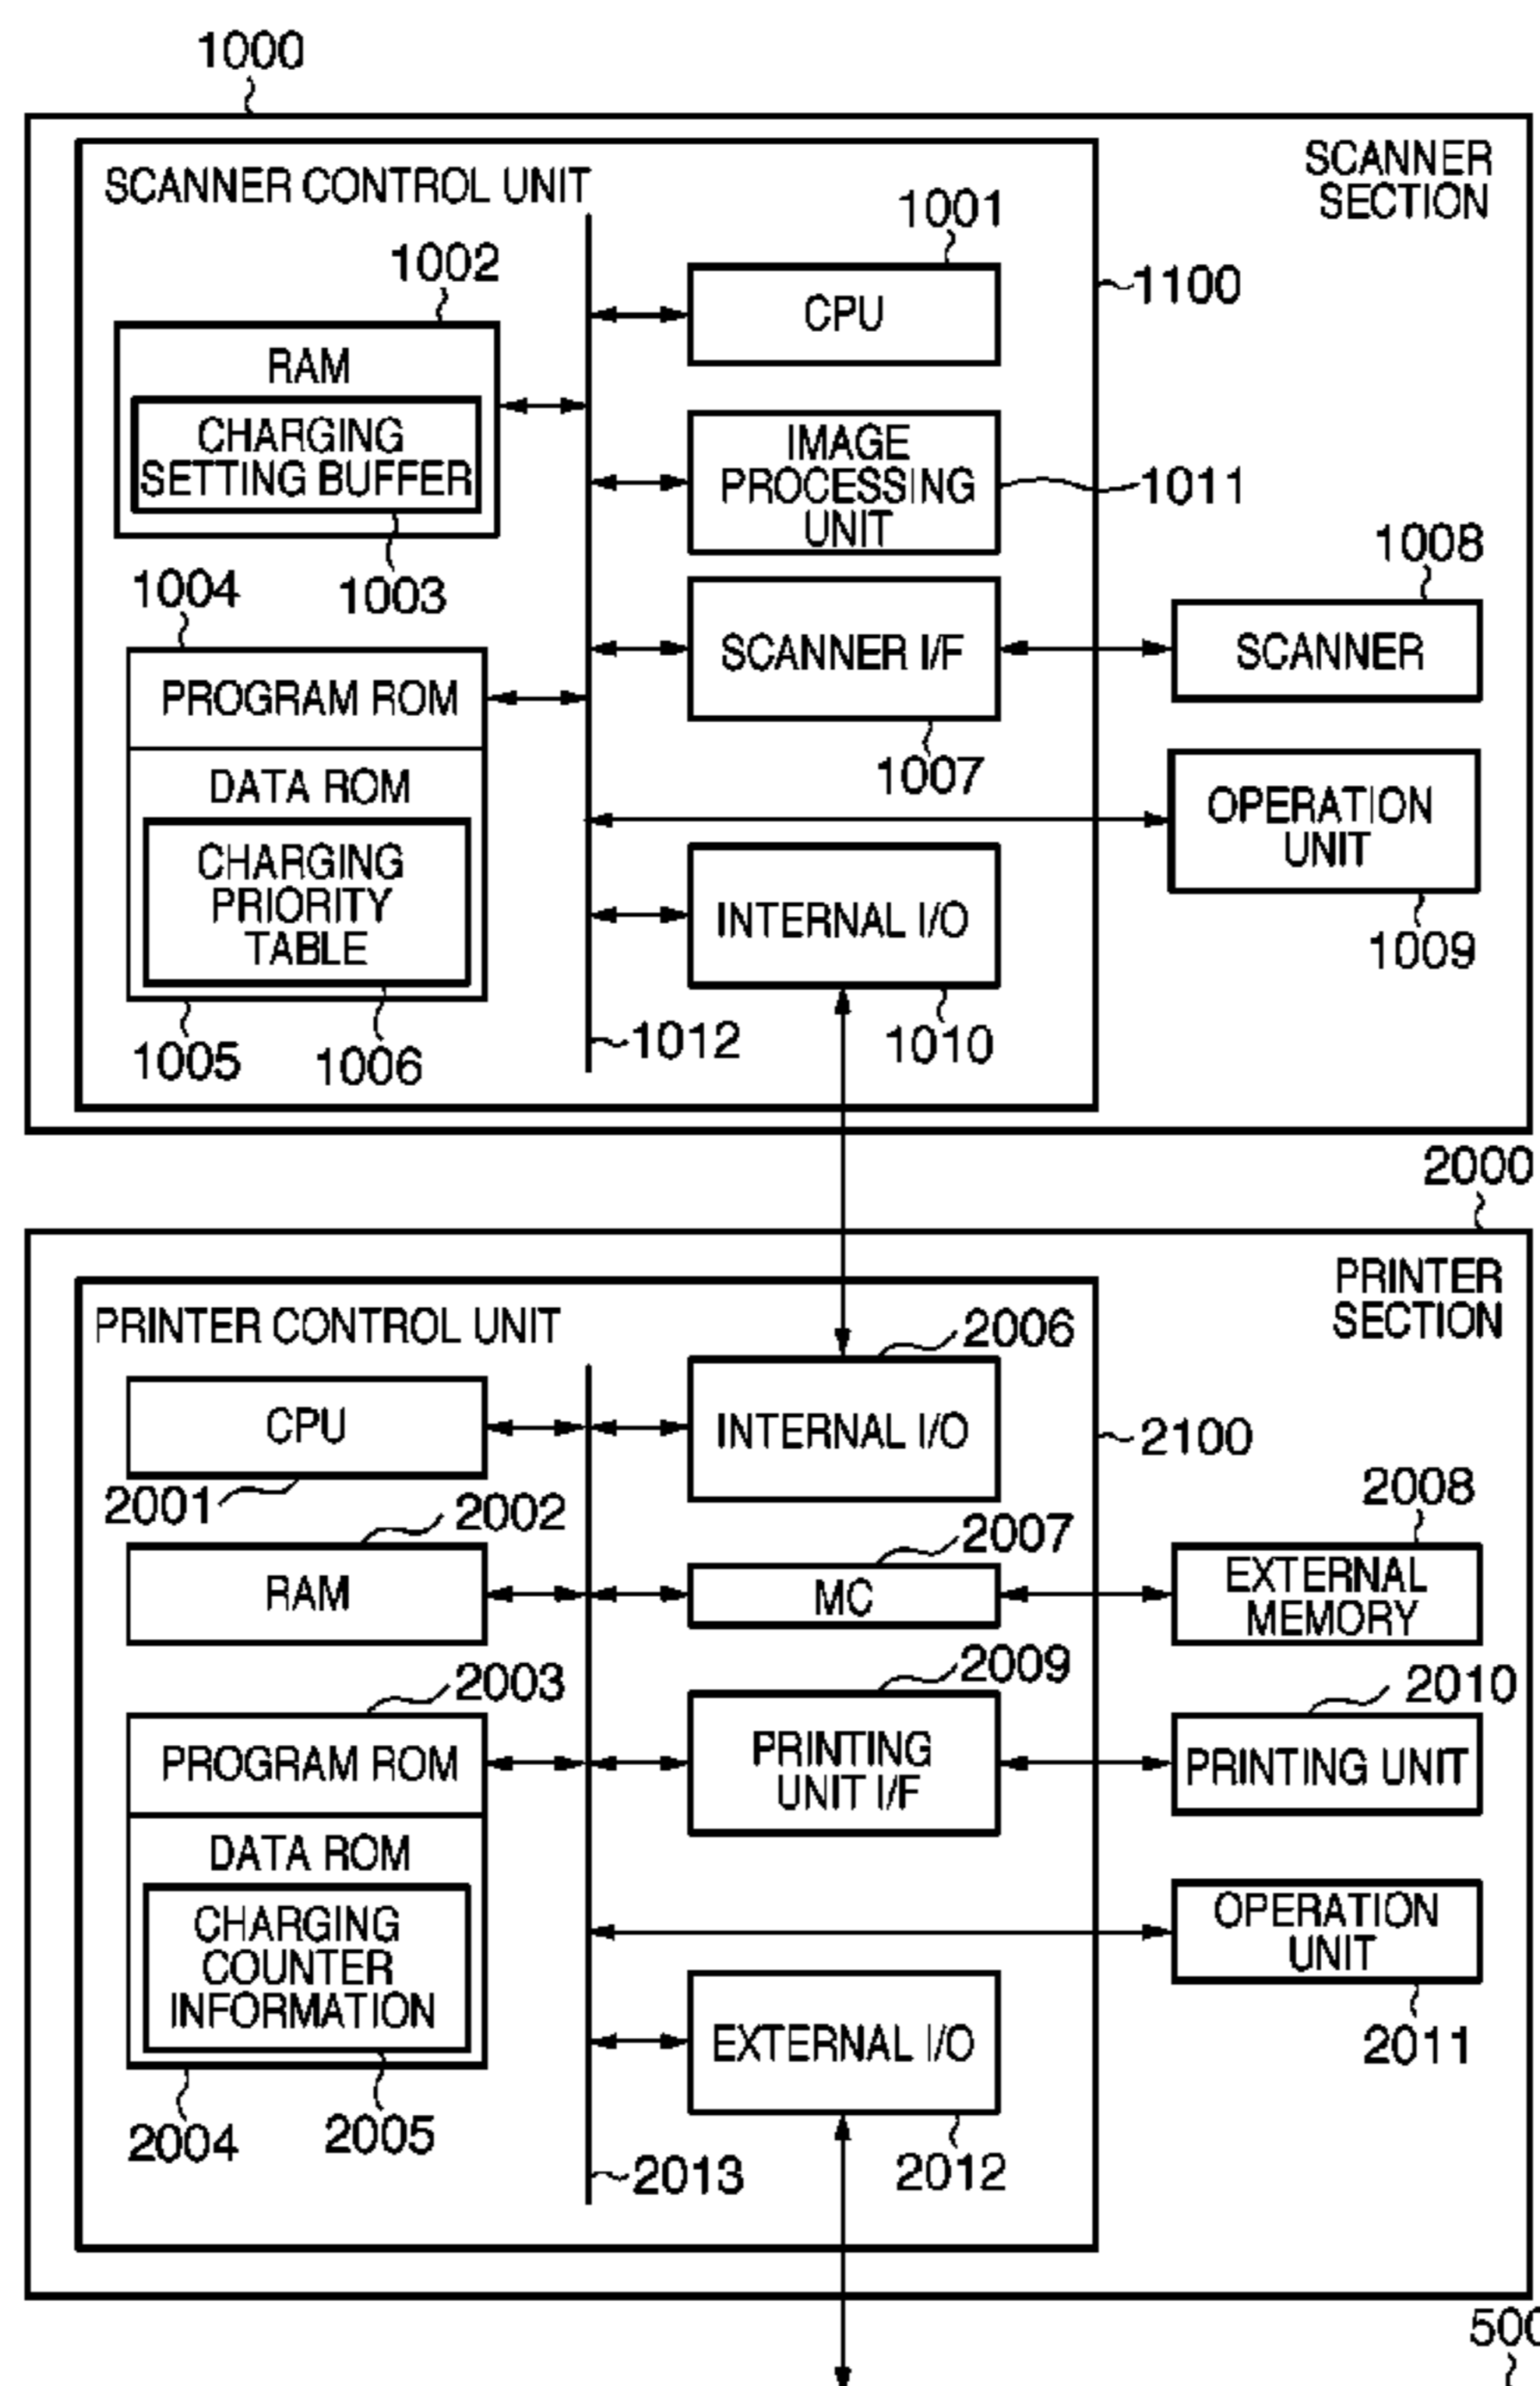 1000
SCANNER CONTROL UNIT
SCANNER
SECTION
1001
1002
CPU
1100
RAM
CHARGING
SETTING BUFFER
IMAGE
PROCESSING
UNIT
1011
1003
1008
1004
SCANNER I/F
SCANNER
PROGRAM ROM
1007
DATA ROM
OPERATION
UNIT
CHARGING
PRIORITY
TABLE
INTERNAL I/O
1009
1005
1006
1012
1010
2000
PRINTER CONTROL UNIT
PRINTER
SECTION
2006
CPU
INTERNAL I/O
2100
2001
2002
2007
2008
RAM
MC
EXTERNAL
MEMORY
2003
2009
2010
PROGRAM ROM
PRINTING
UNIT I/F
PRINTING UNIT
DATA ROM
CHARGING
COUNTER
INFORMATION
OPERATION
UNIT
EXTERNAL I/O
2011
2004
2005
2013
2012